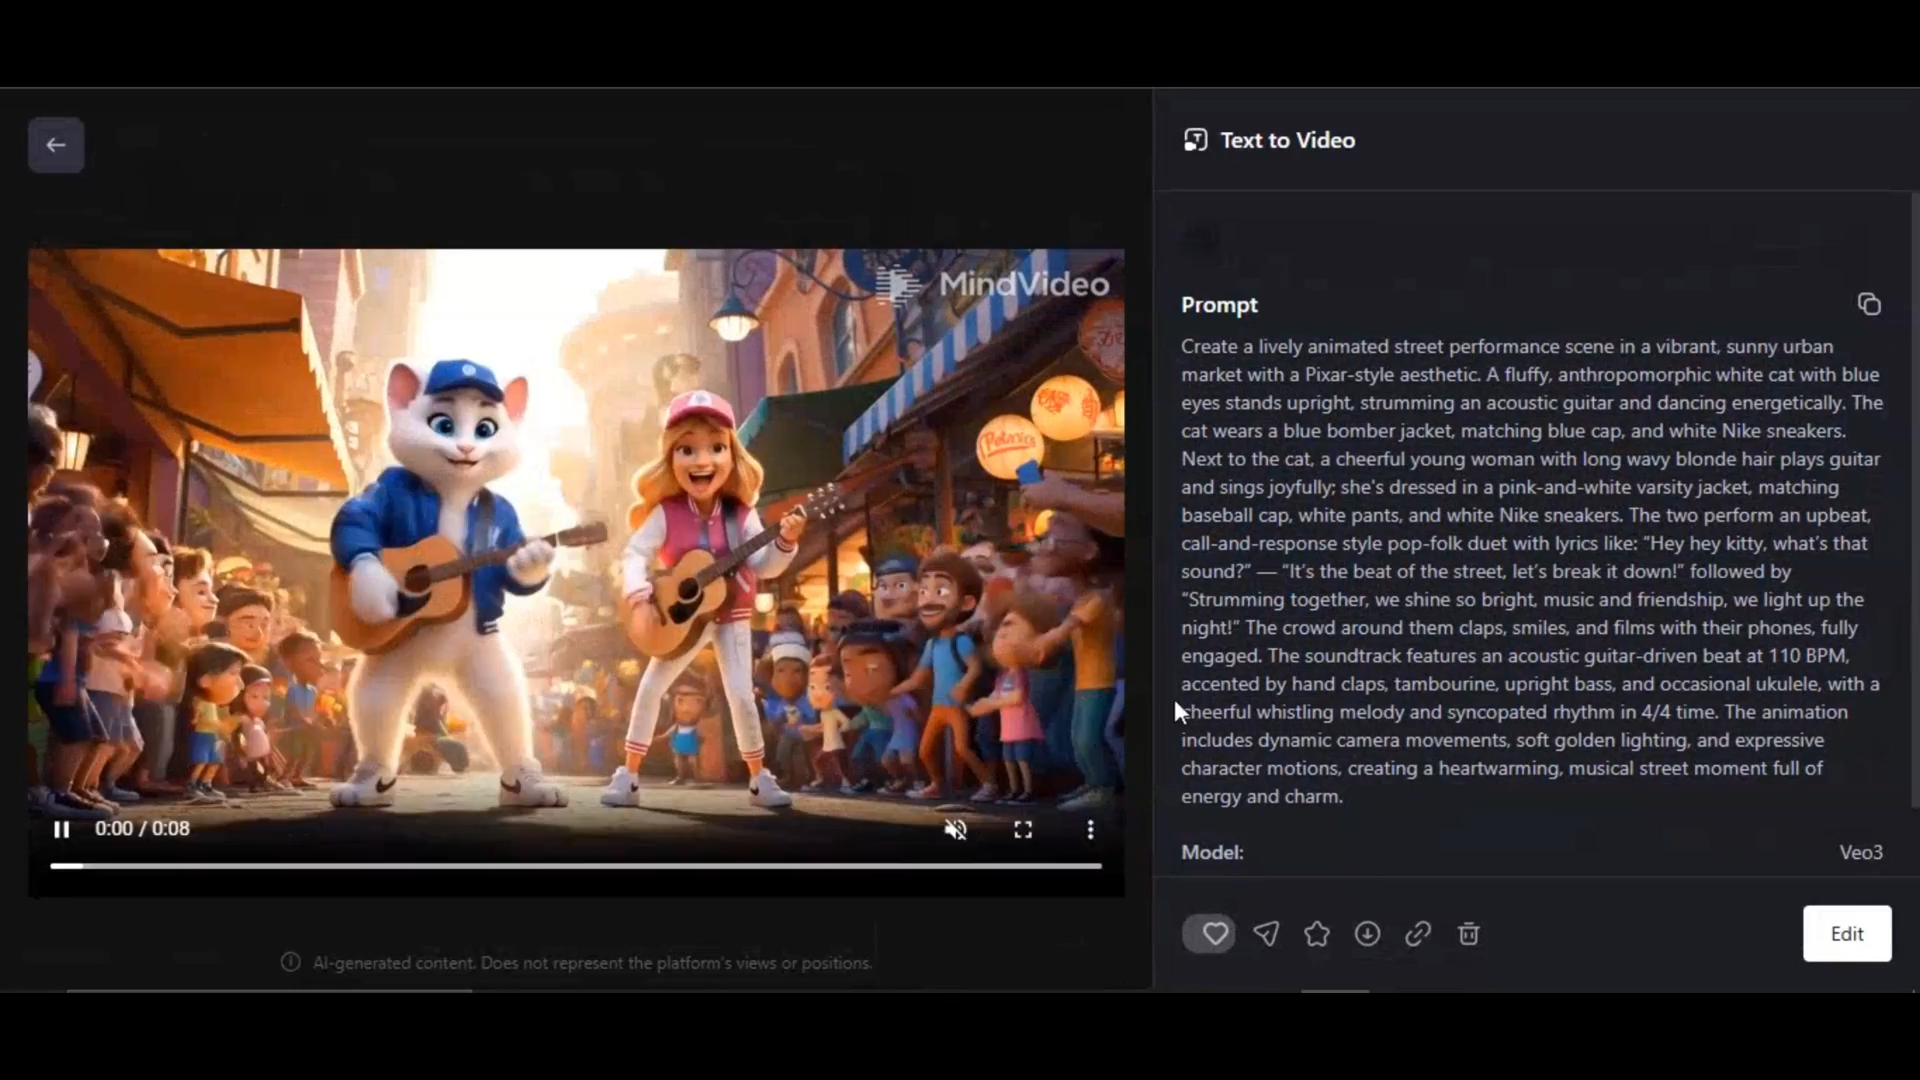 Text to Video
MindVideo
Petanics
Prompt
Create a lively animated street performance scene in a vibrant, sunny urban
market with a Pixar-style aesthetic. A fluffy, anthropomorphic white cat with blue
eyes stands upright, strumming an acoustic guitar and dancing energetically. The
cat wears a blue bomber jacket, matching blue cap, and white Nike sneakers.
Next to the cat, a cheerful young woman with long wavy blonde hair plays guitar
and sings joyfully; she's dressed in a pink-and-white varsity jacket, matching
baseball cap, white pants, and white Nike sneakers. The two perform an upbeat,
call-and-response style pop-folk duet with lyrics like: “Hey hey kitty, what’s that
sound?” — “It’s the beat of the street, let’s break it down!” followed by
“Strumming together, we shine so bright, music and friendship, we light up the
night!” The crowd around them claps, smiles, and films with their phones, fully
engaged. The soundtrack features an acoustic guitar-driven beat at 110 BPM,
accented by hand claps, tambourine, upright bass, and occasional ukulele, with a
cheerful whistling melody and syncopated rhythm in 4/4 time. The animation
includes dynamic camera movements, soft golden lighting, and expressive
character motions, creating a heartwarming, musical street moment full of
energy and charm.
0:00 / 0:08
Model:
Veo3
Edit
AI-generated content. Does not represent the platform's views or positions.